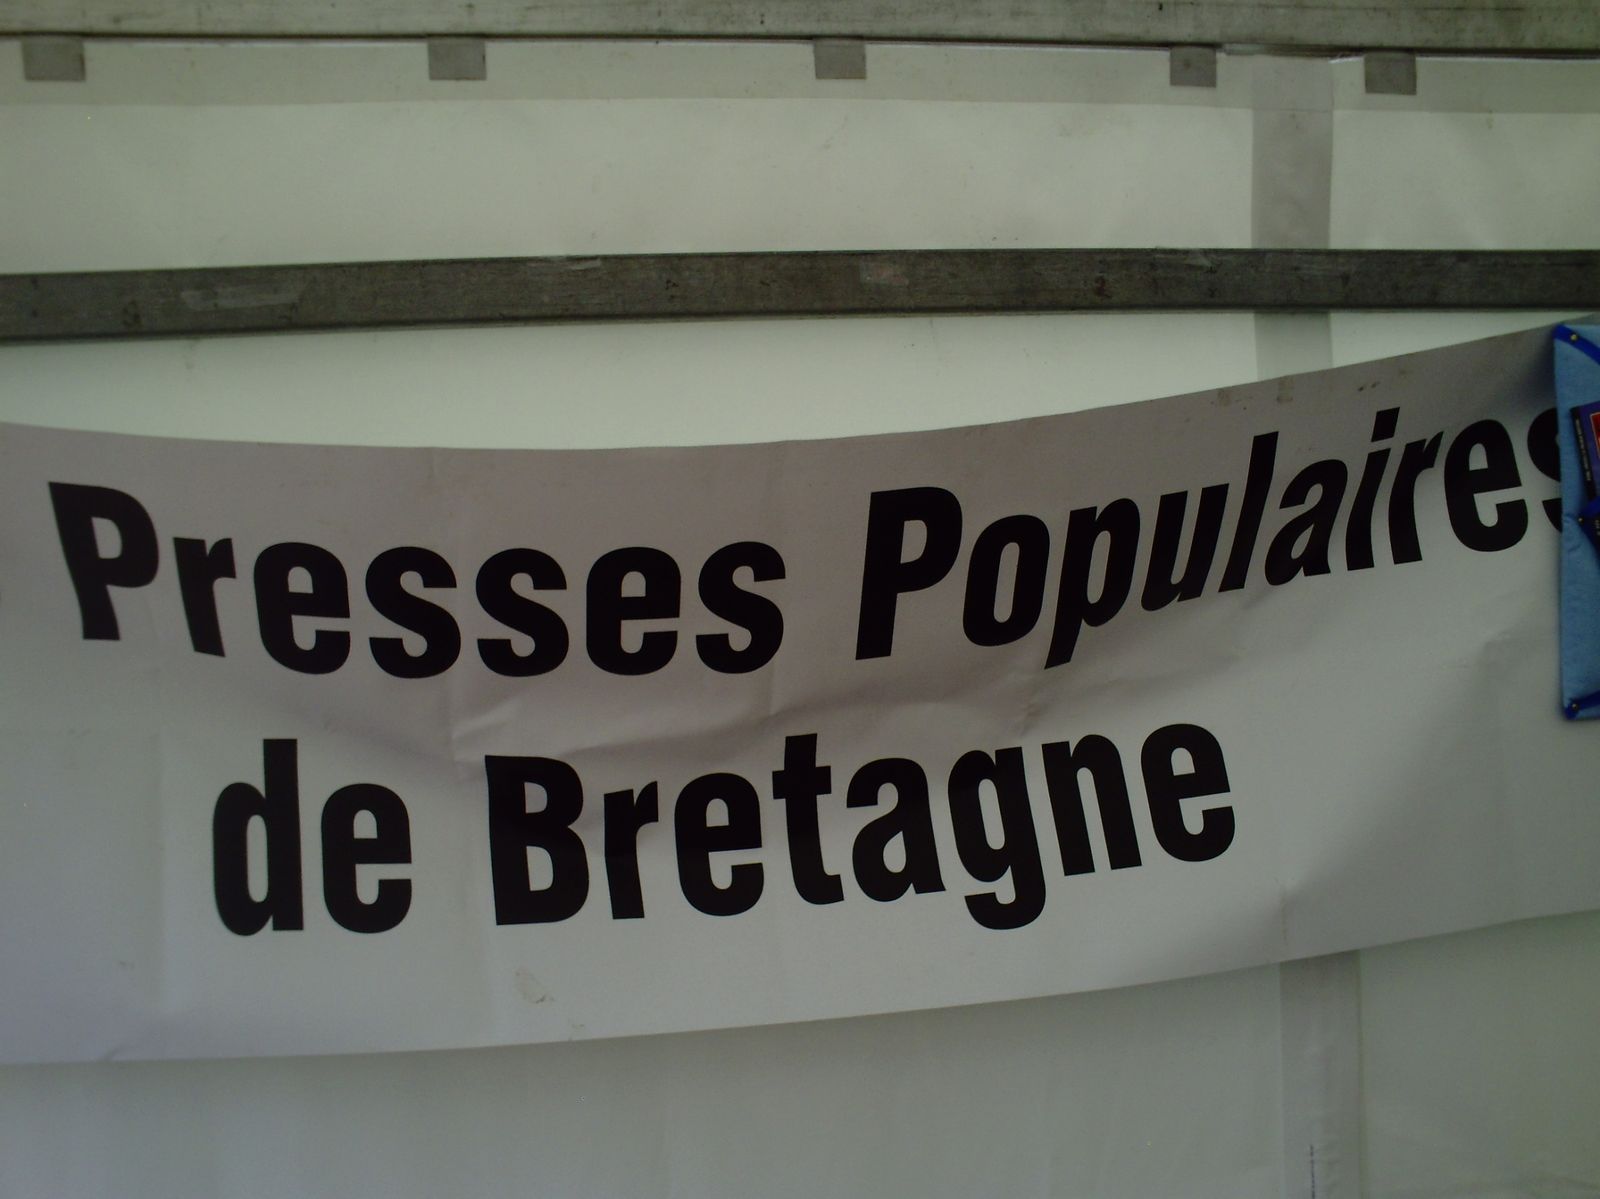 Presses Populaires
de Bretagne